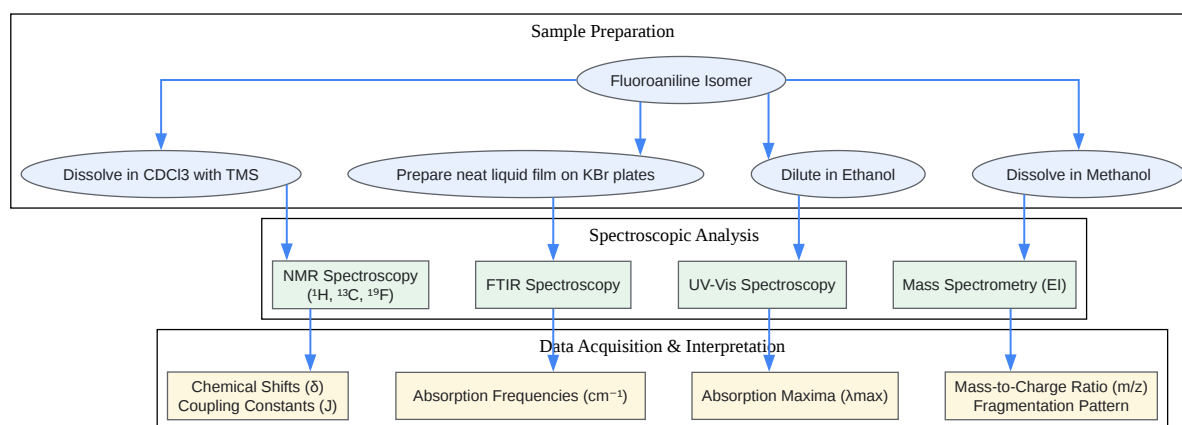 Sample Preparation
Fluoroaniline Isomer
Dissolve in CDCl3 with TMS
Prepare neat liquid film on KBr plates
Dilute in Ethanol
Dissolve in Methanol
Spectroscopic Analysis
NMR Spectroscopy
(¹H, ¹³C, ¹⁹F)
FTIR Spectroscopy
UV-Vis Spectroscopy
Mass Spectrometry (EI)
Data Acquisition & Interpretation
Chemical Shifts (δ)
Coupling Constants (J)
Absorption Frequencies (cm⁻¹)
Absorption Maxima (λmax)
Mass-to-Charge Ratio (m/z)
Fragmentation Pattern